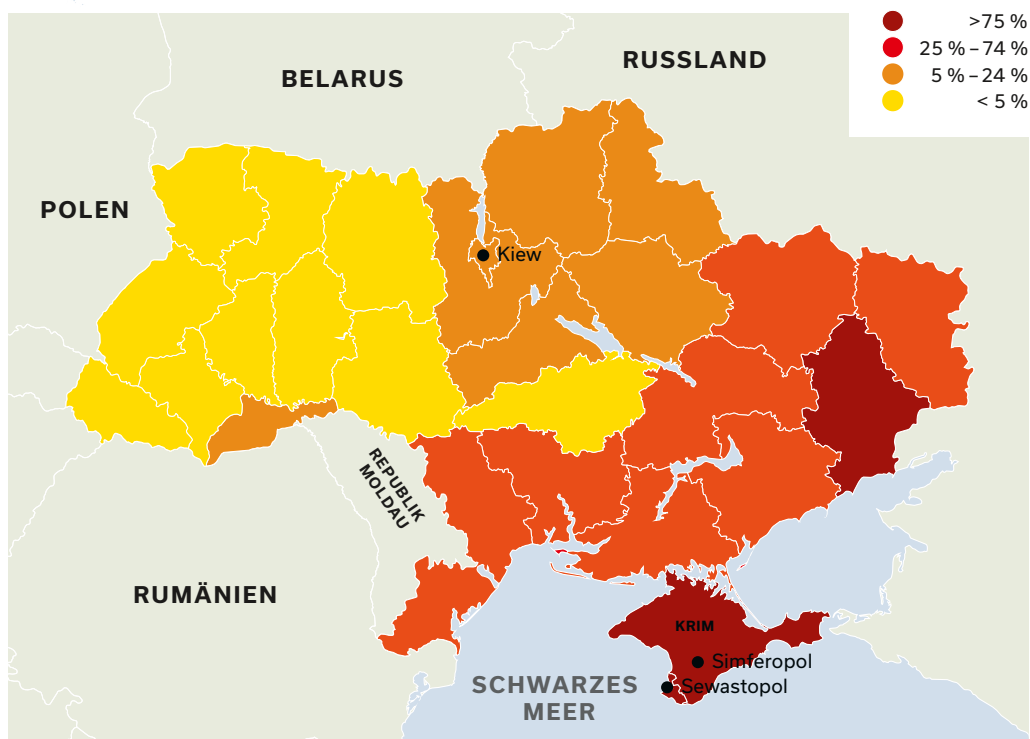 >75 %
25 % – 74 %
5 % – 24 %
< 5 %
RUSSLAND
BELARUS
POLEN
Kiew
REPUBLIK
MOLDAU
RUMÄNIEN
KRIM
Simferopol
Sewastopol
SCHWARZES
MEER